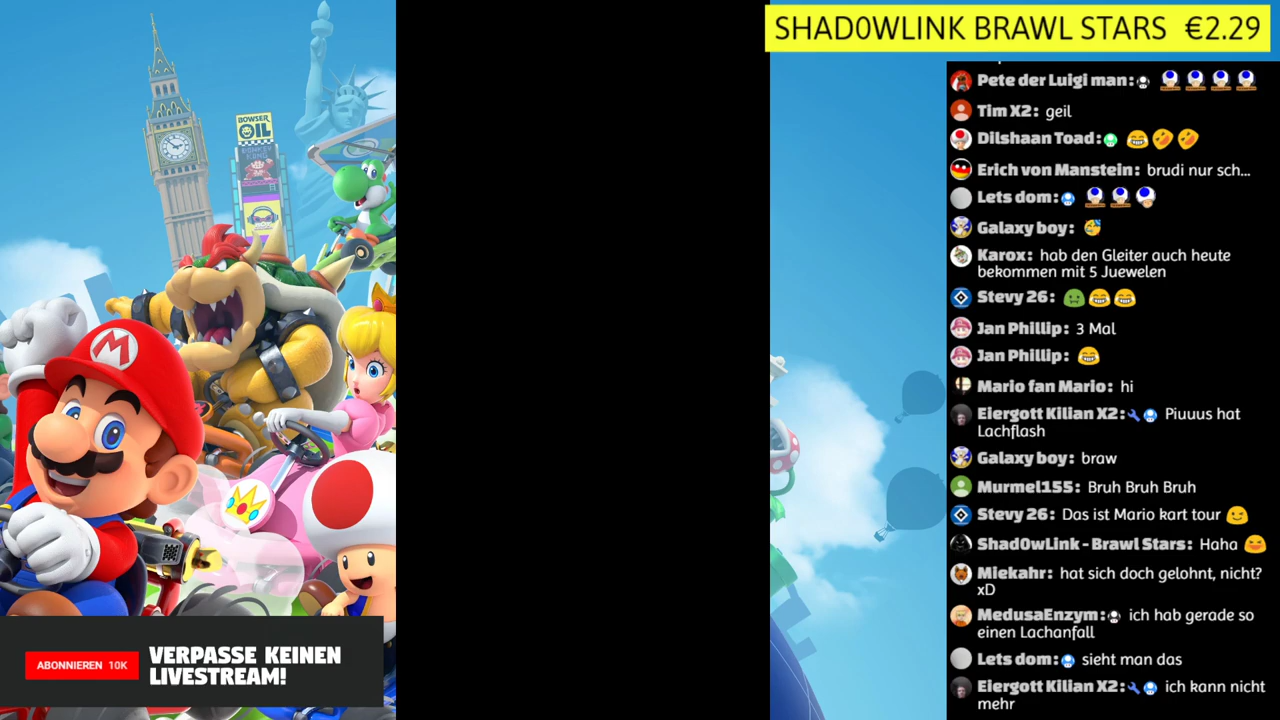 SHAD0WLINK BRAWL STARS €2.29
Pete der Luigi man:
Tim X2: geil
Dilshaan Toad:
Erich von Manstein: brudi nur sch...
Lets dom:
Galaxy boy:
Karox: hab den Gleiter auch heute
bekommen mit 5 Juewelen
Stevy 26:
Jan Phillip: 3 Mal
Jan Phillip:
Mario fan Mario: hi
Eiergott Kilian X2: Piuuus hat
Lachflash
Galaxy boy: braw
Murmel155: Bruh Bruh Bruh
Stevy 26: Das ist Mario kart tour
Shad0wLink - Brawl Stars: Haha
Miekahr: hat sich doch gelohnt, nicht?
xD
MedusaEnzym: ich hab gerade so
einen Lachanfall
Lets dom: sieht man das
Eiergott Kilian X2: ich kann nicht
mehr
BOWSER
OIL
M
ABONNIEREN 10K
VERPASSE KEINEN
LIVESTREAM!